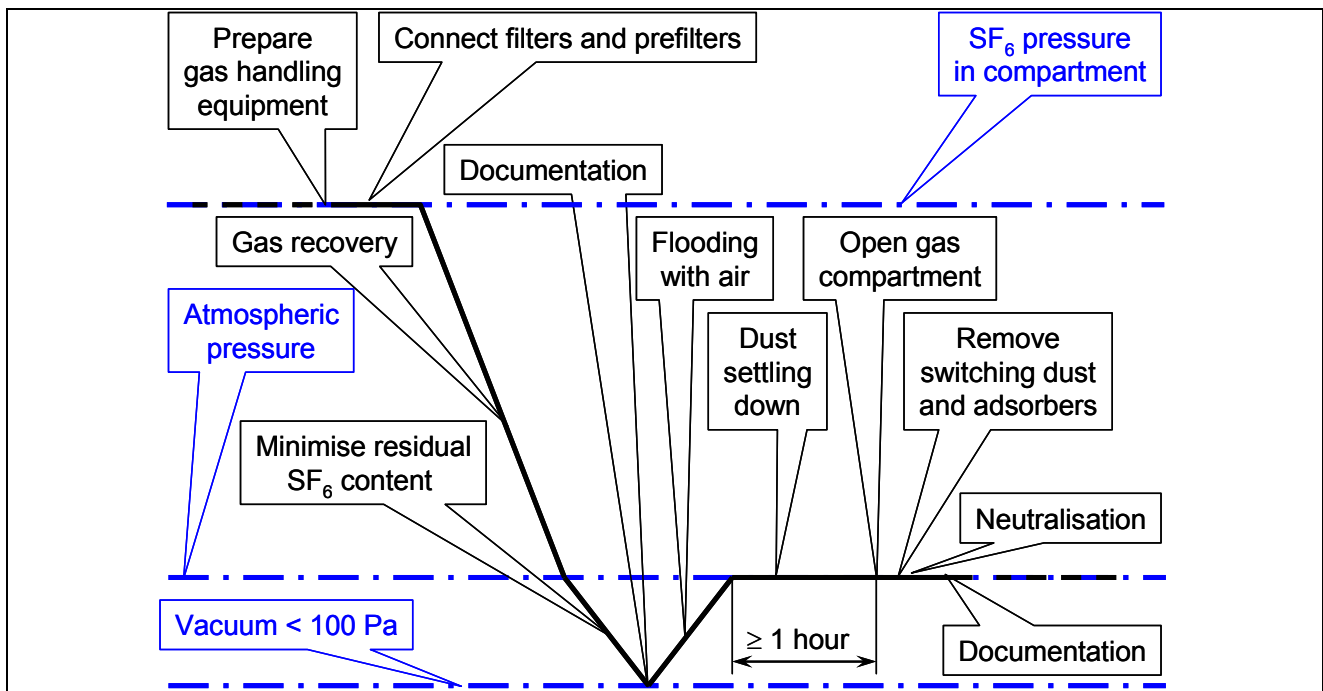 Prepare
gas handling
equipment
Connect filters and prefilters
SF₆ pressure
in compartment
Documentation
Gas recovery
Flooding
with air
Open gas
compartment
Atmospheric
pressure
Dust
settling
down
Remove
switching dust
and adsorbers
Minimise residual
SF₆ content
Neutralisation
Vacuum < 100 Pa
≥ 1 hour
Documentation